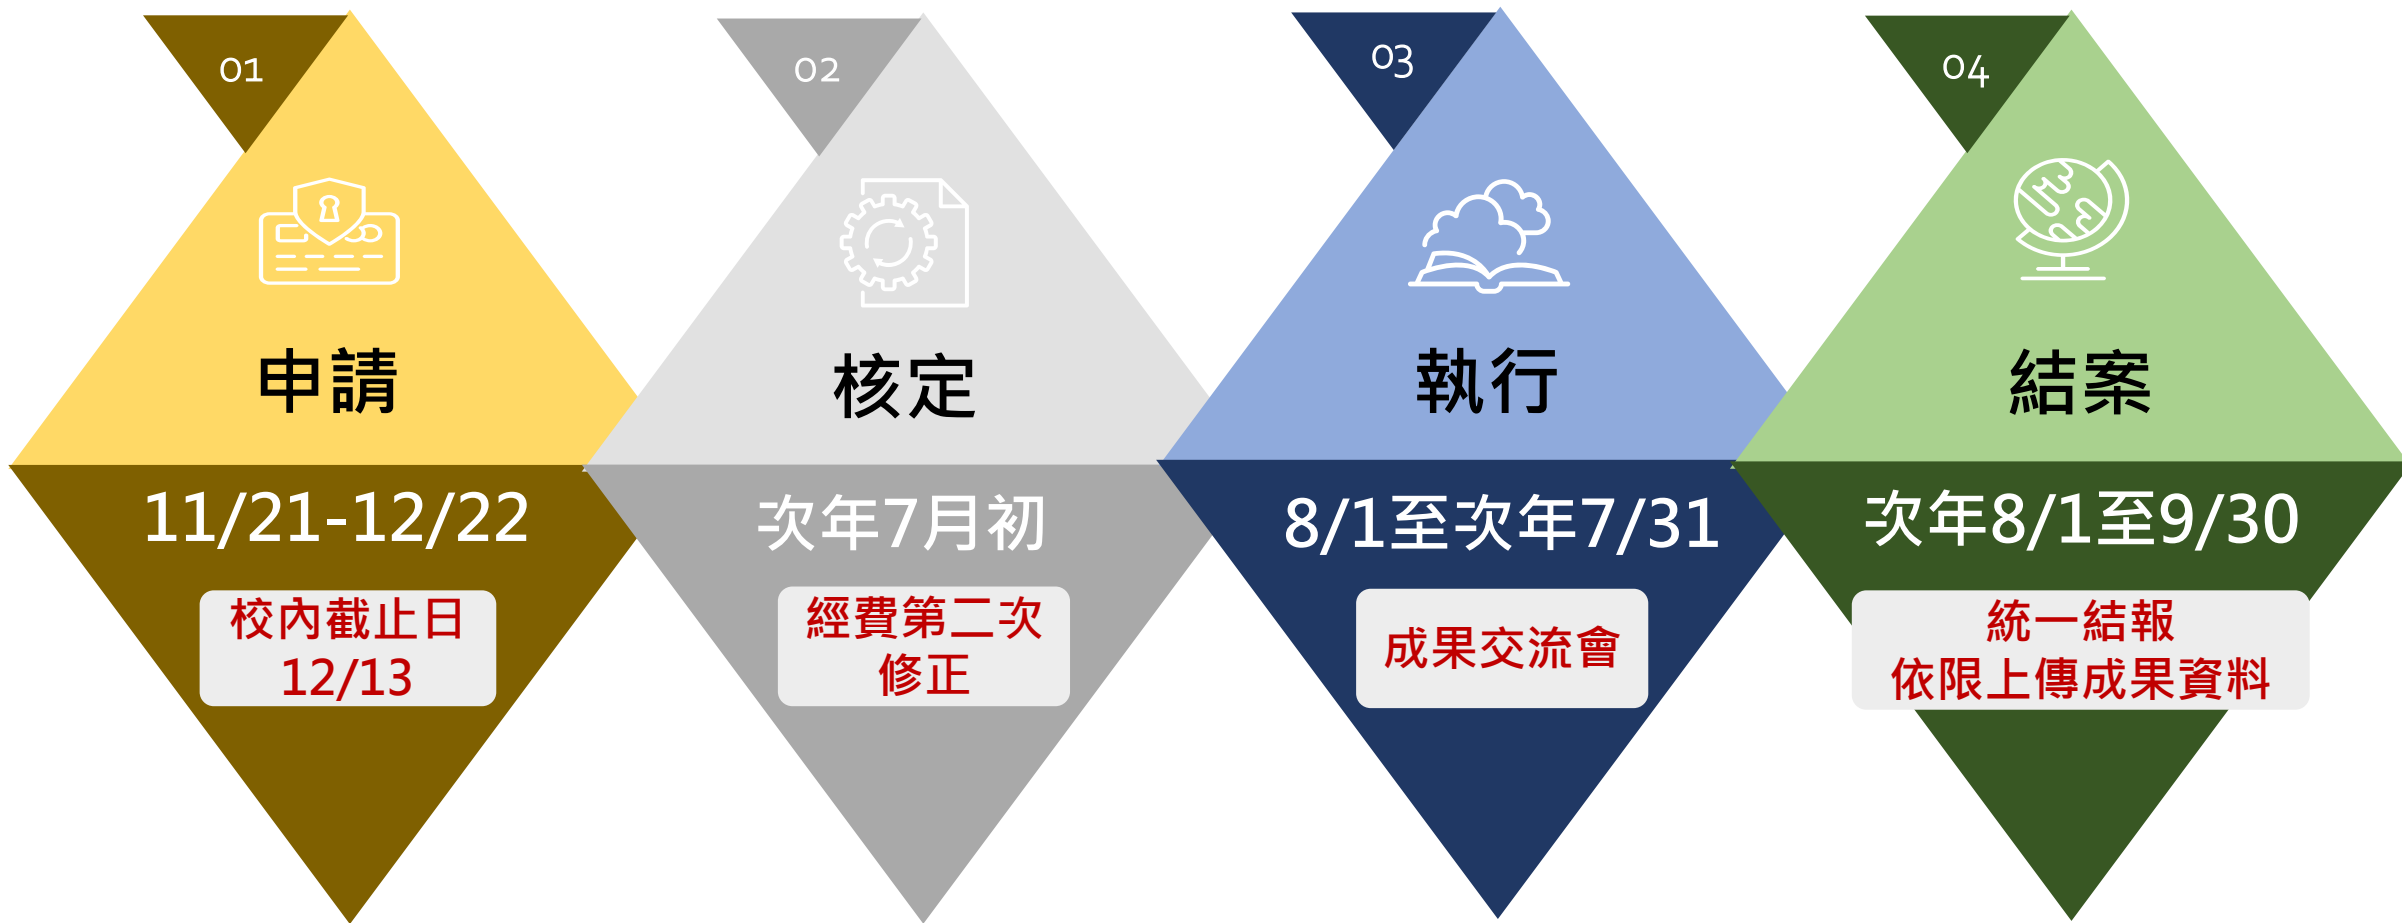 01
申請
11/21-12/22
校內截止日
12/13
02
核定
次年7月初
經費第二次
修正
03
執行
8/1至次年7/31
成果交流會
04
結案
次年8/1至9/30
統一結報
依限上傳成果資料